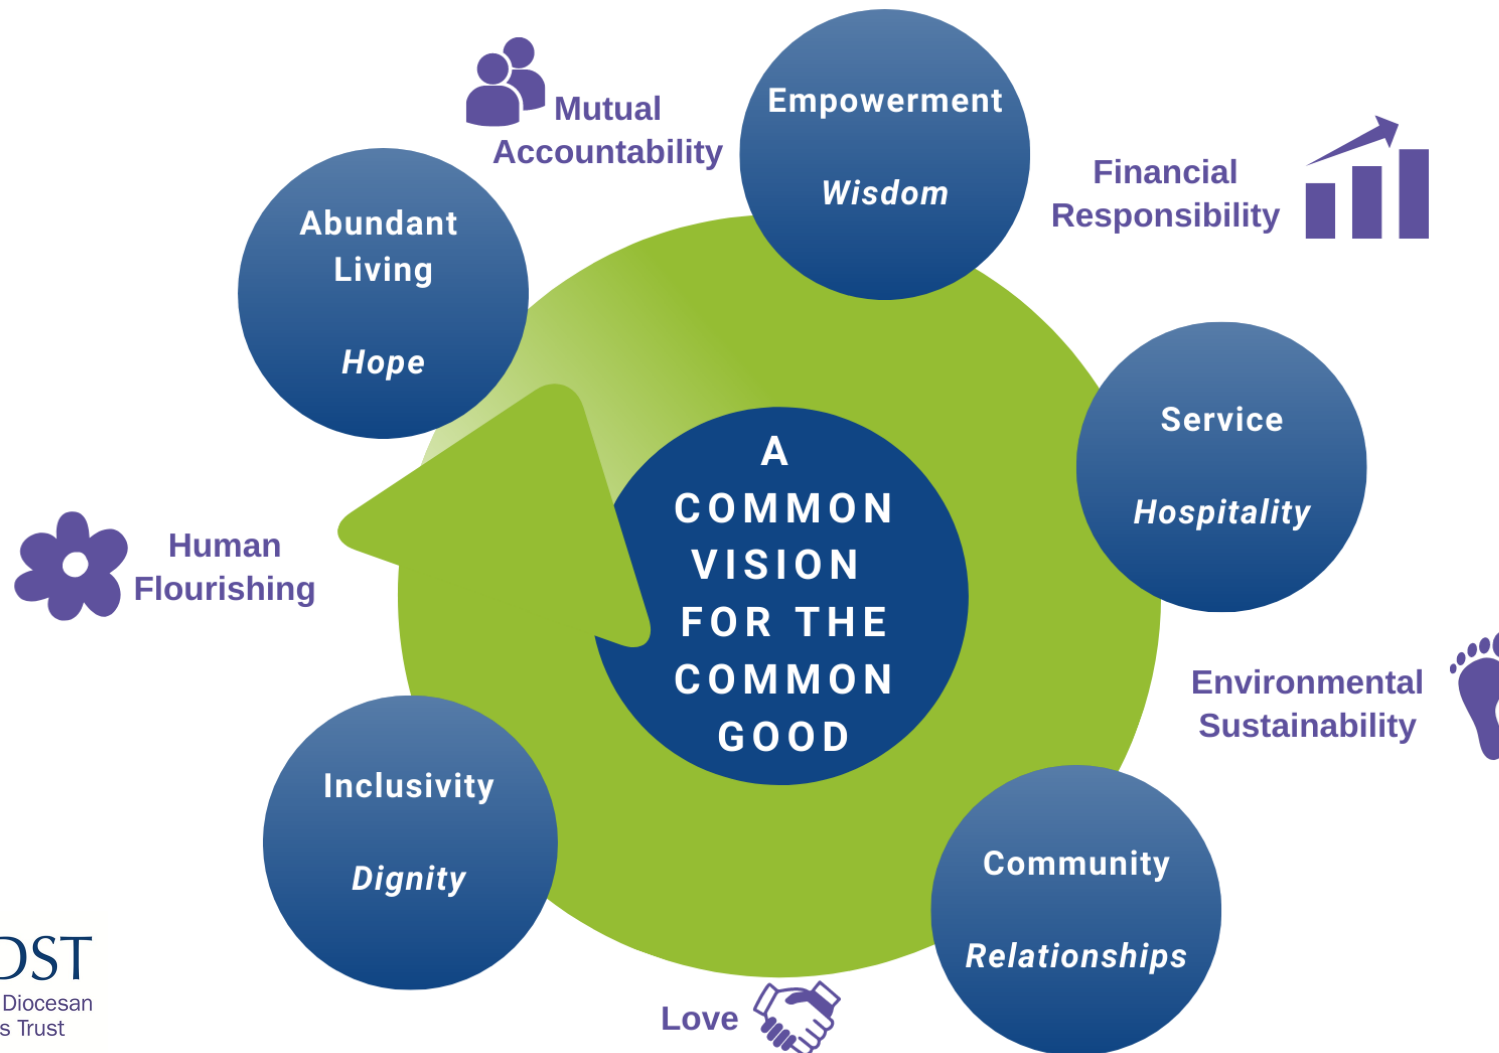 Mutual
Accountability
Empowerment
Wisdom
Financial
Responsibility
Abundant
Living
Hope
Service
Hospitality
A
COMMON
VISION
FOR THE
COMMON
GOOD
Human
Flourishing
Environmental
Sustainability
Inclusivity
Dignity
Community
Relationships
Love
DST
Diocesan
s Trust